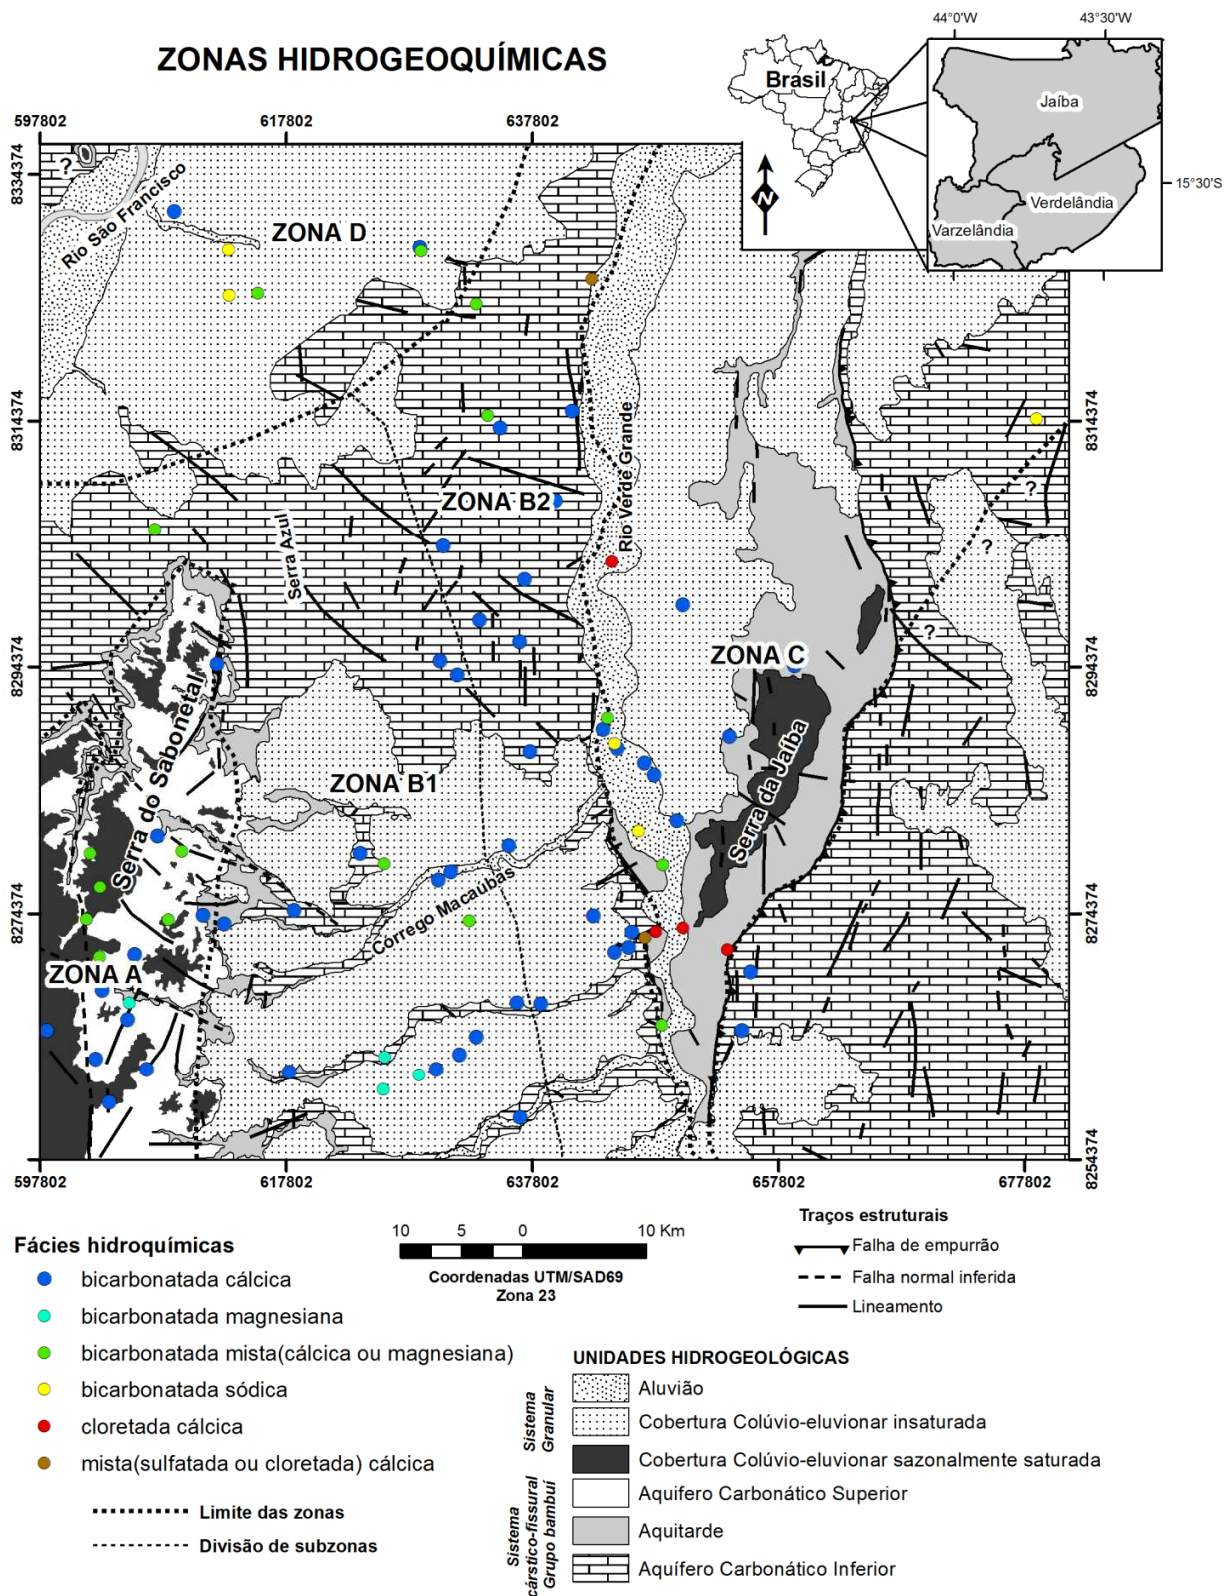 ZONAS HIDROGEOQUÍMICAS
44°0'W
43°30'W
Brasil
Jaíba
15°30'S
Verdelândia
Varzelândia
N
597802
617802
637802
8334374
8334374
?
Rio São Francisco
ZONA D
8314374
8314374
Rio Verde Grande
ZONA B2
Serra Azul
?
?
?
8294374
8294374
ZONA C
Serra do Sabonetal
Serra da Jaíba
ZONA B1
Córrego Macaúbas
8274374
8274374
ZONA A
8254374
597802
617802
637802
657802
677802
10
5
0
10 Km
Coordenadas UTM/SAD69
Zona 23
Traços estruturais
Falha de empurrão
Falha normal inferida
Lineamento
Fácies hidroquímicas
bicarbonatada cálcica
bicarbonatada magnesiana
bicarbonatada mista(cálcica ou magnesiana)
bicarbonatada sódica
cloretada cálcica
mista(sulfatada ou cloretada) cálcica
Limite das zonas
Divisão de subzonas
UNIDADES HIDROGEOLÓGICAS
Sistema
Granular
Aluvião
Cobertura Colúvio-eluvionar insaturada
Cobertura Colúvio-eluvionar sazonalmente saturada
Sistema
cárstico-fissural
Grupo bambuí
Aquifero Carbonático Superior
Aquitarde
Aquífero Carbonático Inferior